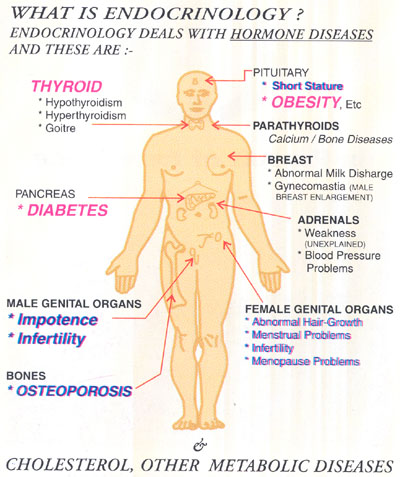 WHAT IS ENDOCRINOLOGY ?
ENDOCRINOLOGY DEALS WITH HORMONE DISEASES
AND THESE ARE :-
THYROID
* Hypothyroidism
* Hyperthyroidism
* Goitre
PITUITARY
* Short Stature
* OBESITY, Etc
PARATHYROIDS
Calcium / Bone Diseases
BREAST
* Abnormal Milk Disharge
* Gynecomastia (MALE
BREAST ENLARGEMENT)
PANCREAS
* DIABETES
ADRENALS
* Weakness
(UNEXPLAINED)
* Blood Pressure
Problems
MALE GENITAL ORGANS
* Impotence
* Infertility
FEMALE GENITAL ORGANS
* Abnormal Hair-Growth
* Menstrual Problems
* Infertility
* Menopause Problems
BONES
* OSTEOPOROSIS
&
CHOLESTEROL, OTHER METABOLIC DISEASES